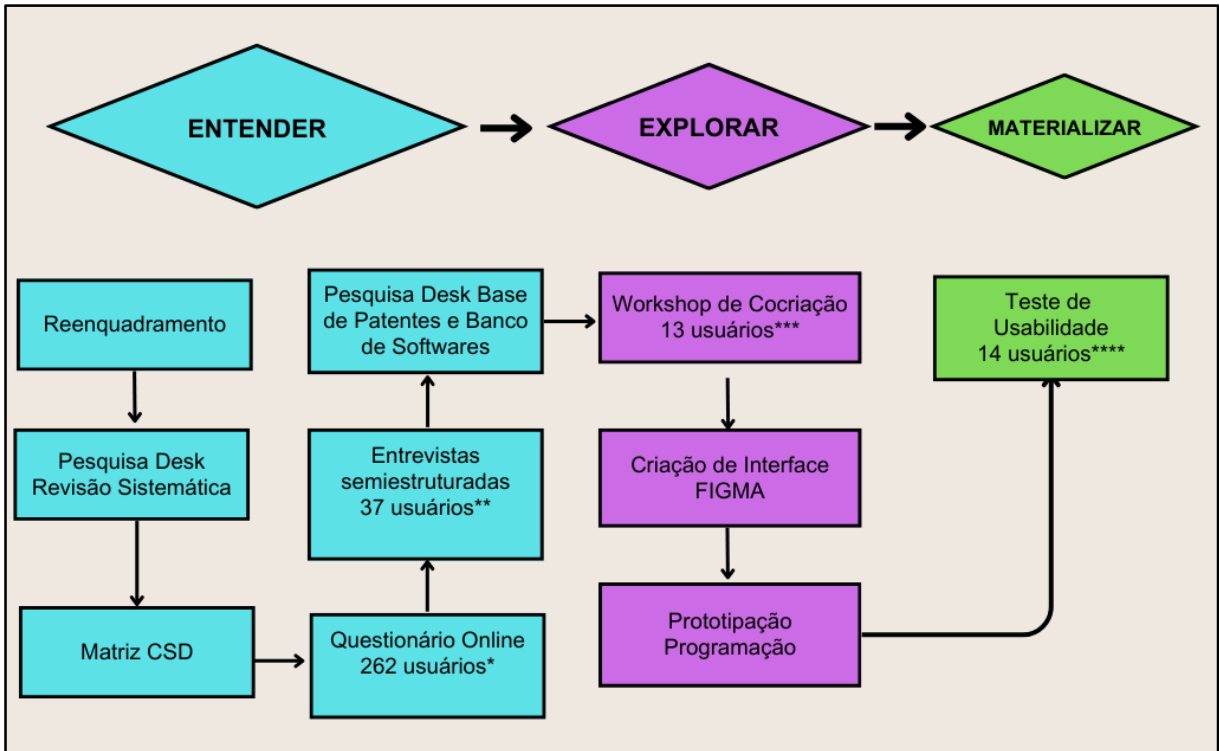 ENTENDER
EXPLORAR
MATERIALIZAR
Reenquadramento
Pesquisa Desk
Revisão Sistemática
Matriz CSD
Questionário Online
262 usuários*
Entrevistas
semiestruturadas
37 usuários**
Pesquisa Desk Base
de Patentes e Banco
de Softwares
Workshop de Cocriação
13 usuários***
Criação de Interface
FIGMA
Prototipação
Programação
Teste de
Usabilidade
14 usuários****